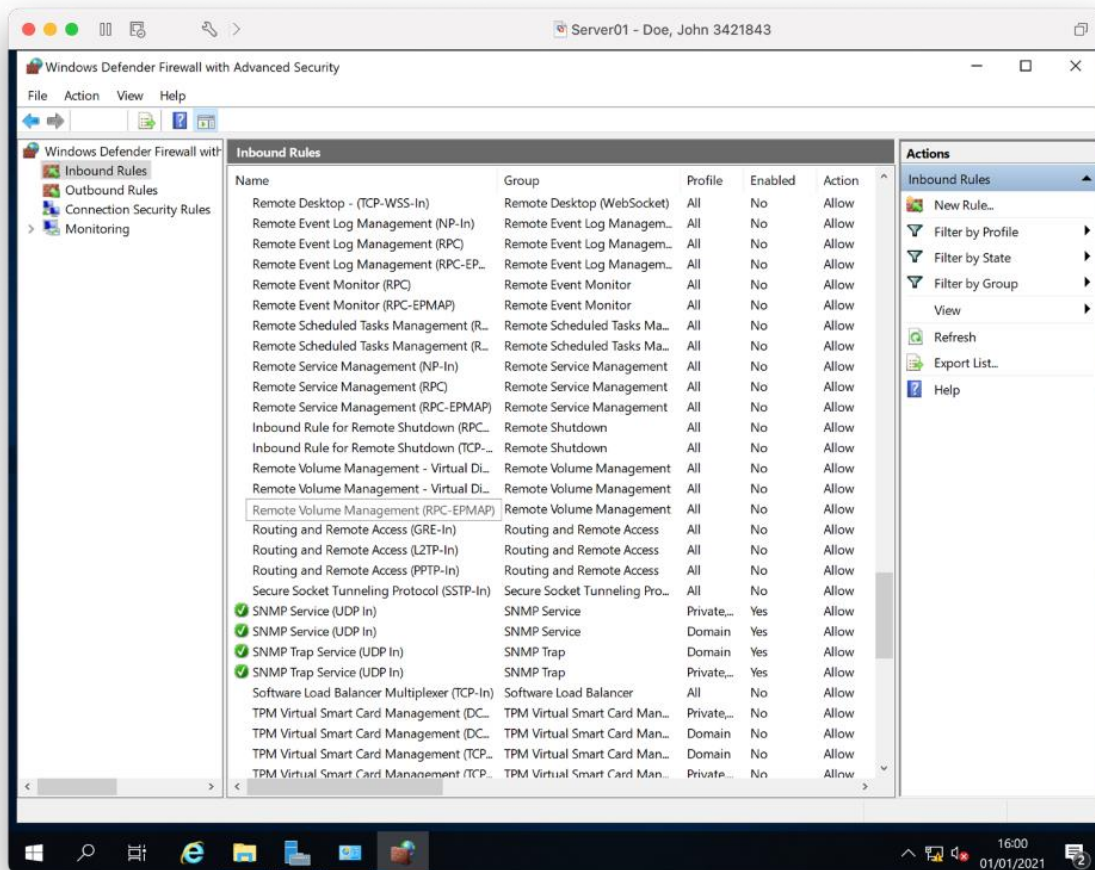 Server01 - Doe, John 3421843
Windows Defender Firewall with Advanced Security
File Action View Help
Windows Defender Firewall with
Inbound Rules
Outbound Rules
Connection Security Rules
Monitoring
Inbound Rules
Name Group Profile Enabled Action
Remote Desktop - (TCP-WSS-In) Remote Desktop (WebSocket) All No Allow
Remote Event Log Management (NP-In) Remote Event Log Managem... All No Allow
Remote Event Log Management (RPC) Remote Event Log Managem... All No Allow
Remote Event Log Management (RPC-EP... Remote Event Log Managem... All No Allow
Remote Event Monitor (RPC) Remote Event Monitor All No Allow
Remote Event Monitor (RPC-EPMAP) Remote Event Monitor All No Allow
Remote Scheduled Tasks Management (R... Remote Scheduled Tasks Ma... All No Allow
Remote Scheduled Tasks Management (R... Remote Scheduled Tasks Ma... All No Allow
Remote Service Management (NP-In) Remote Service Management All No Allow
Remote Service Management (RPC) Remote Service Management All No Allow
Remote Service Management (RPC-EPMAP) Remote Service Management All No Allow
Inbound Rule for Remote Shutdown (RPC... Remote Shutdown All No Allow
Inbound Rule for Remote Shutdown (TCP-... Remote Shutdown All No Allow
Remote Volume Management - Virtual Di... Remote Volume Management All No Allow
Remote Volume Management - Virtual Di... Remote Volume Management All No Allow
Remote Volume Management (RPC-EPMAP) Remote Volume Management All No Allow
Routing and Remote Access (GRE-In) Routing and Remote Access All No Allow
Routing and Remote Access (L2TP-In) Routing and Remote Access All No Allow
Routing and Remote Access (PPTP-In) Routing and Remote Access All No Allow
Secure Socket Tunneling Protocol (SSTP-In) Secure Socket Tunneling Pro... All No Allow
SNMP Service (UDP In) SNMP Service Private,... Yes Allow
SNMP Service (UDP In) SNMP Service Domain Yes Allow
SNMP Trap Service (UDP In) SNMP Trap Domain Yes Allow
SNMP Trap Service (UDP In) SNMP Trap Private,... Yes Allow
Software Load Balancer Multiplexer (TCP-In) Software Load Balancer All No Allow
TPM Virtual Smart Card Management (DC... TPM Virtual Smart Card Man... Private,... No Allow
TPM Virtual Smart Card Management (DC... TPM Virtual Smart Card Man... Domain No Allow
TPM Virtual Smart Card Management (TCP... TPM Virtual Smart Card Man... Domain No Allow
TPM Virtual Smart Card Management (TCP... TPM Virtual Smart Card Man... Private... No Allow
Actions
Inbound Rules
New Rule...
Filter by Profile
Filter by State
Filter by Group
View
Refresh
Export List...
Help
16:00
01/01/2021
2